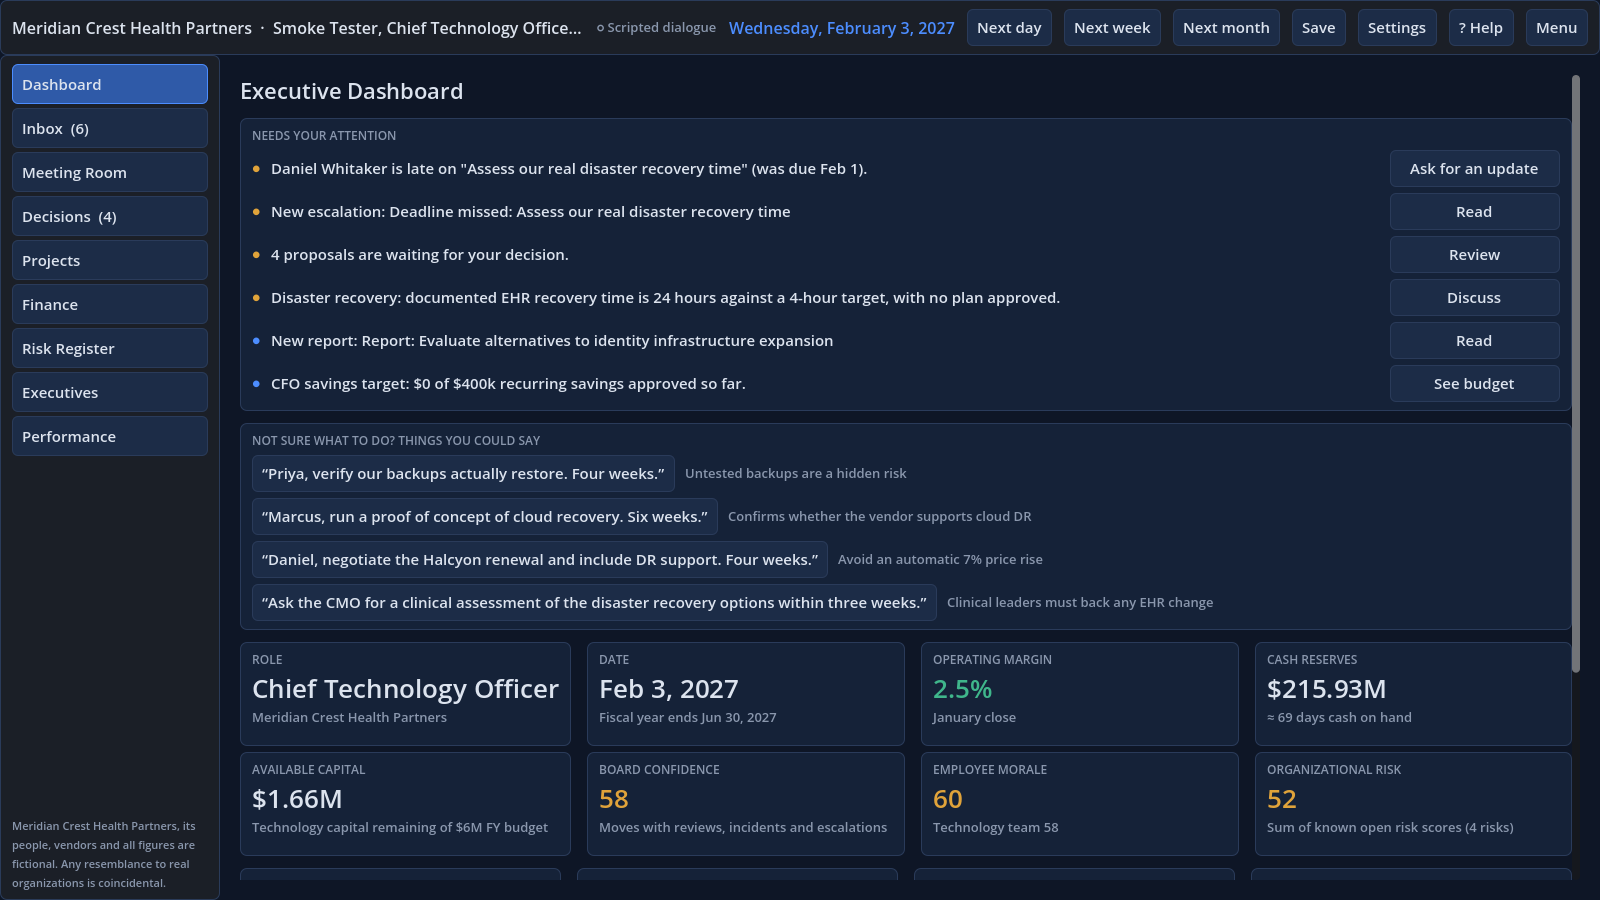 Meridian Crest Health Partners · Smoke Tester, Chief Technology Office...
Scripted dialogue
Wednesday, February 3, 2027
Next day
Next week
Next month
Save
Settings
? Help
Menu
Dashboard
Inbox (6)
Meeting Room
Decisions (4)
Projects
Finance
Risk Register
Executives
Performance
Meridian Crest Health Partners, its
people, vendors and all figures are
fictional. Any resemblance to real
organizations is coincidental.
Executive Dashboard
NEEDS YOUR ATTENTION
Daniel Whitaker is late on "Assess our real disaster recovery time" (was due Feb 1).
Ask for an update
New escalation: Deadline missed: Assess our real disaster recovery time
Read
4 proposals are waiting for your decision.
Review
Disaster recovery: documented EHR recovery time is 24 hours against a 4-hour target, with no plan approved.
Discuss
New report: Report: Evaluate alternatives to identity infrastructure expansion
Read
CFO savings target: $0 of $400k recurring savings approved so far.
See budget
NOT SURE WHAT TO DO? THINGS YOU COULD SAY
“Priya, verify our backups actually restore. Four weeks.”
Untested backups are a hidden risk
“Marcus, run a proof of concept of cloud recovery. Six weeks.”
Confirms whether the vendor supports cloud DR
“Daniel, negotiate the Halcyon renewal and include DR support. Four weeks.”
Avoid an automatic 7% price rise
“Ask the CMO for a clinical assessment of the disaster recovery options within three weeks.”
Clinical leaders must back any EHR change
ROLE
Chief Technology Officer
Meridian Crest Health Partners
DATE
Feb 3, 2027
Fiscal year ends Jun 30, 2027
OPERATING MARGIN
2.5%
January close
CASH RESERVES
$215.93M
≈ 69 days cash on hand
AVAILABLE CAPITAL
$1.66M
Technology capital remaining of $6M FY budget
BOARD CONFIDENCE
58
Moves with reviews, incidents and escalations
EMPLOYEE MORALE
60
Technology team 58
ORGANIZATIONAL RISK
52
Sum of known open risk scores (4 risks)